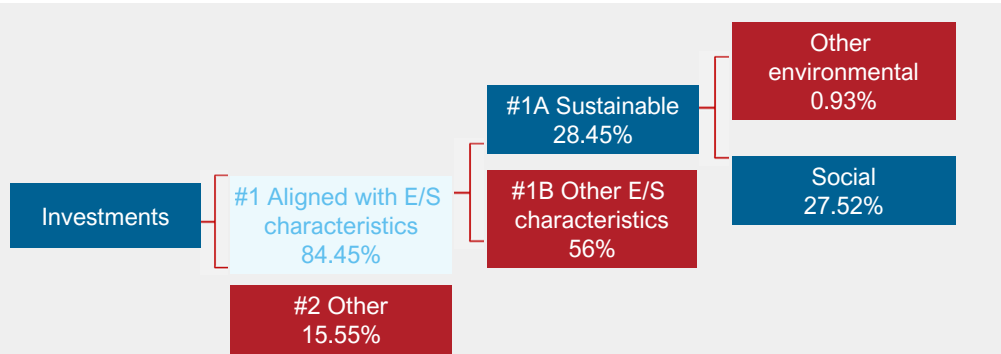 Investments
#1 Aligned with E/S
characteristics
84.45%
#2 Other
15.55%
#1A Sustainable
28.45%
#1B Other E/S
characteristics
56%
Other
environmental
0.93%
Social
27.52%